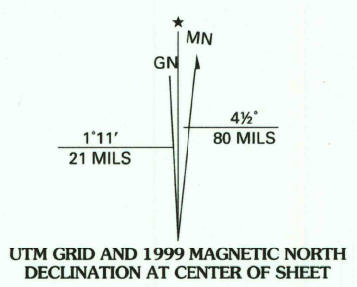 ★
MN
GN
4½°
80 MILS
1°11′
21 MILS
UTM GRID AND 1999 MAGNETIC NORTH
DECLINATION AT CENTER OF SHEET